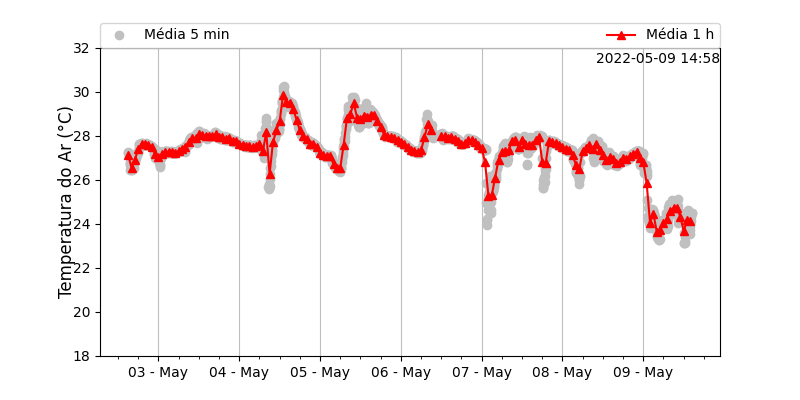 Média 5 min
Média 1 h
2022-05-09 14:58
Temperatura do Ar (°C)
32
30
28
26
24
22
20
18
03 - May
04 - May
05 - May
06 - May
07 - May
08 - May
09 - May